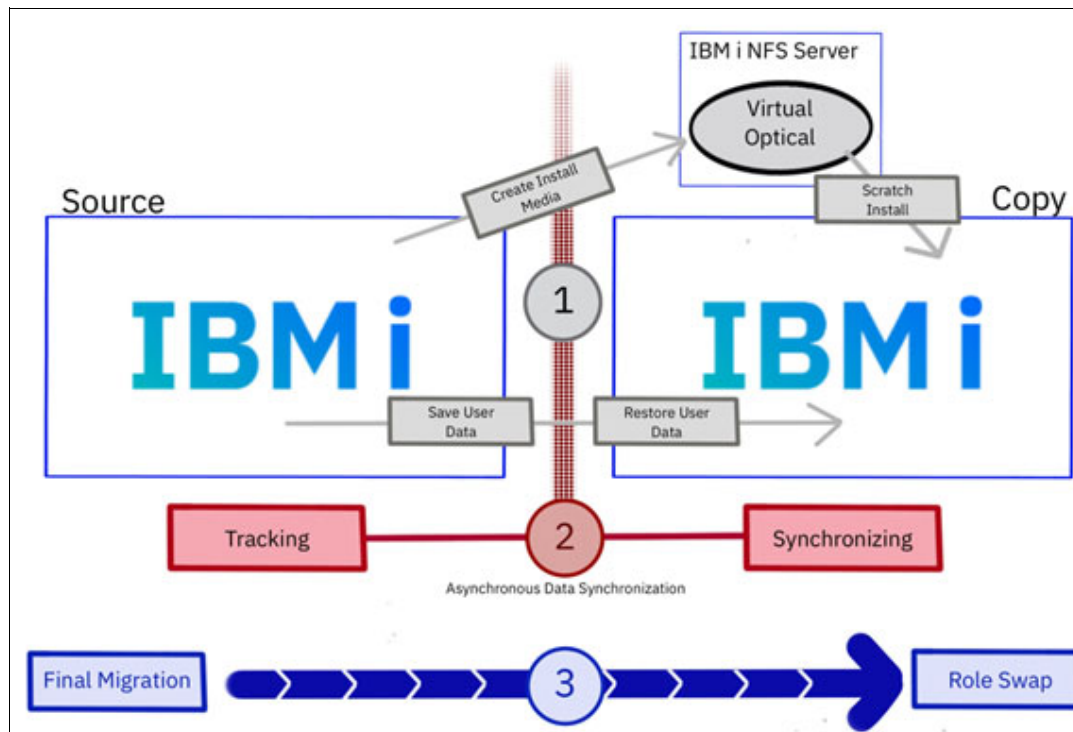 IBM i NFS Server
Virtual
Optical
Create Install
Media
Scratch
Install
Source
Copy
1
IBM i
IBM i
Save User
Data
Restore User
Data
Tracking
2
Synchronizing
Asynchronous Data Synchronization
Final Migration
3
Role Swap